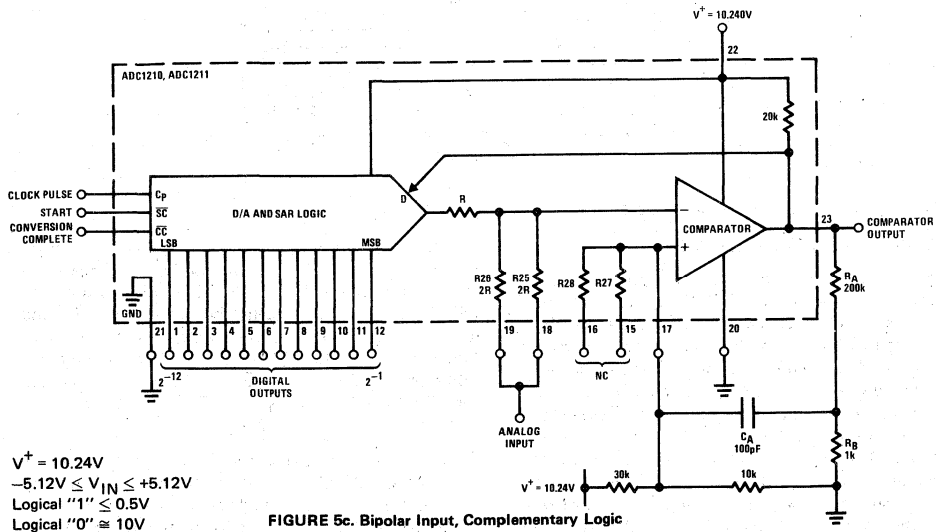 V+ = 10.240V
22
ADC1210, ADC1211
20k
CLOCK PULSE
CP
D/A AND SAR LOGIC
D
R
START
SC
CONVERSION COMPLETE
CC
LSB
MSB
COMPARATOR
−
+
23
COMPARATOR OUTPUT
R26 2R
R25 2R
R28
R27
RA 200k
GND
21
1
2
3
4
5
6
7
8
9
10
11
12
19
18
16
15
17
20
2−12
DIGITAL OUTPUTS
2−1
NC
ANALOG INPUT
CA 100pF
RB 1k
V+ = 10.24V
30k
10k
V+ = 10.24V
−5.12V ≤ VIN ≤ +5.12V
Logical "1" ≤ 0.5V
Logical "0" ≅ 10V
FIGURE 5c. Bipolar Input, Complementary Logic